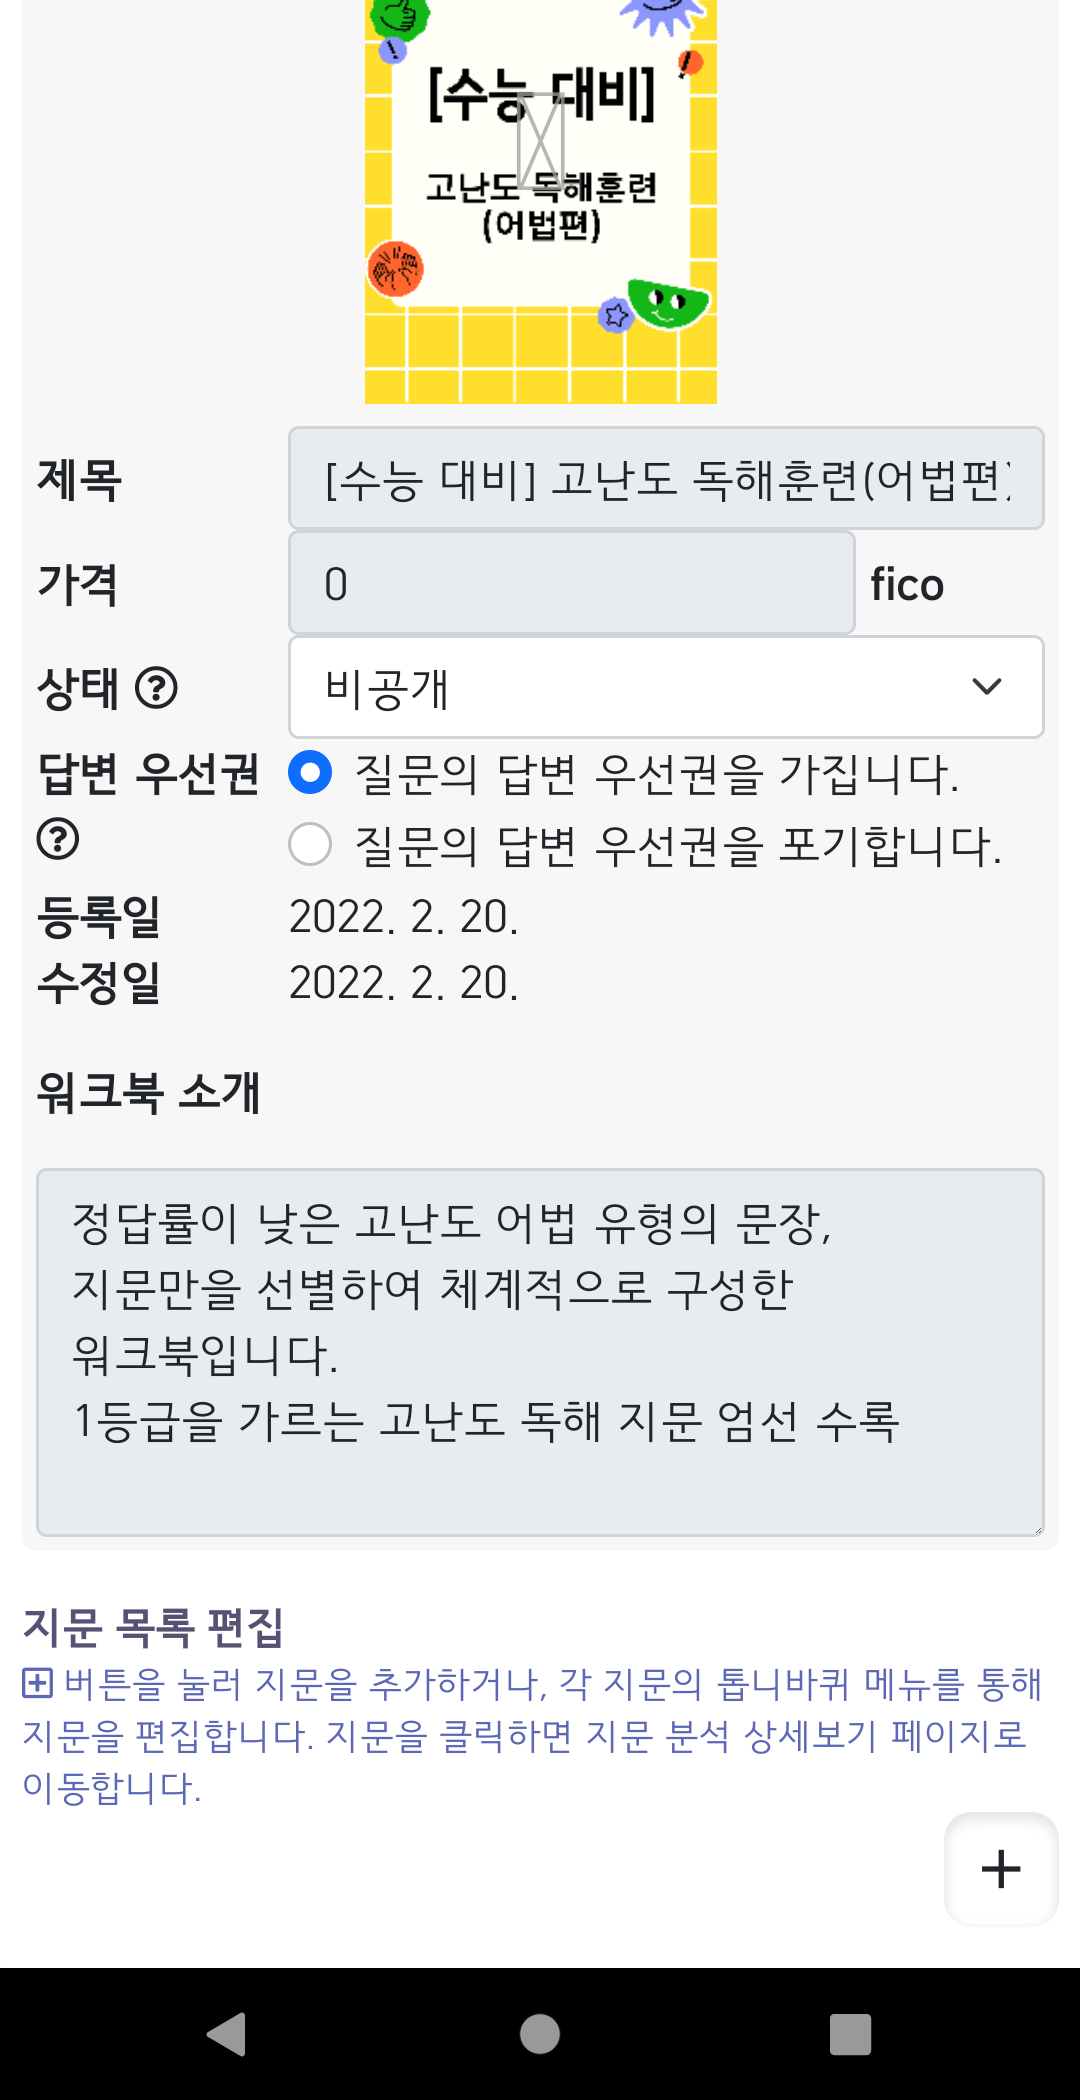 [수능 대비]
고난도 독해훈련
(어법편)
제목
[수능 대비] 고난도 독해훈련(어법편)
가격
0
fico
상태
비공개
답변 우선권
질문의 답변 우선권을 가집니다.
질문의 답변 우선권을 포기합니다.
등록일
2022. 2. 20.
수정일
2022. 2. 20.
워크북 소개
정답률이 낮은 고난도 어법 유형의 문장,
지문만을 선별하여 체계적으로 구성한
워크북입니다.
1등급을 가르는 고난도 독해 지문 엄선 수록
지문 목록 편집
버튼을 눌러 지문을 추가하거나, 각 지문의 톱니바퀴 메뉴를 통해
지문을 편집합니다. 지문을 클릭하면 지문 분석 상세보기 페이지로
이동합니다.